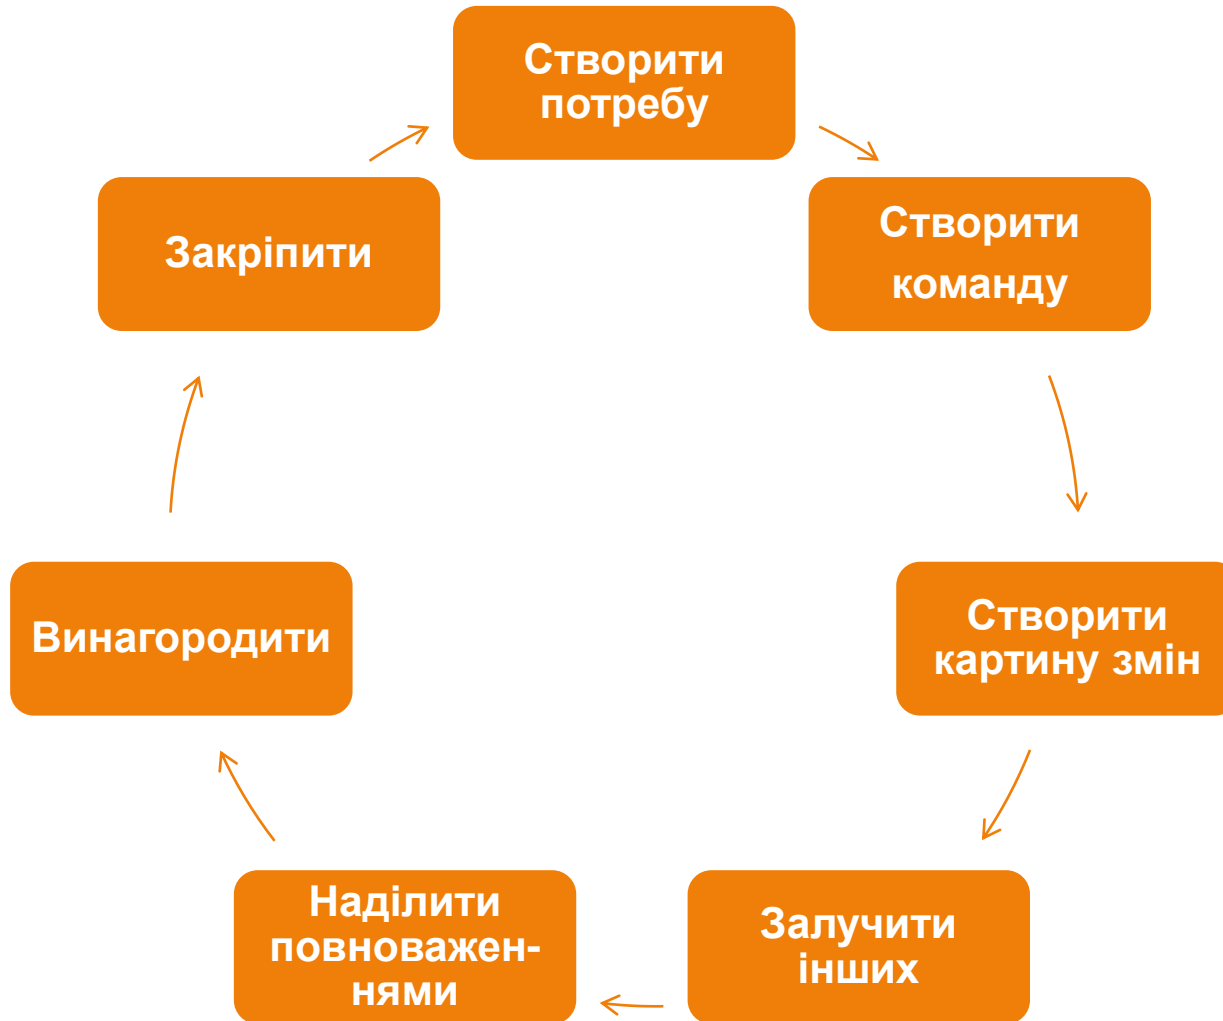 Створити
потребу
Створити
команду
Створити
картину змін
Залучити
інших
Наділити
повноважен-
нями
Винагородити
Закріпити